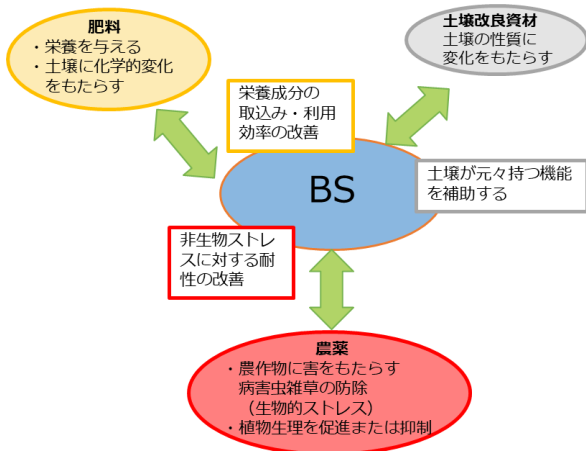 肥料
・栄養を与える
・土壌に化学的変化
をもたらす
土壌改良資材
土壌の性質に
変化をもたらす
栄養成分の
取込み・利用
効率の改善
BS
土壌が元々持つ機能
を補助する
非生物ストレ
スに対する耐
性の改善
農薬
・農作物に害をもたらす
病害虫雑草の防除
（生物的ストレス）
・植物生理を促進または抑制